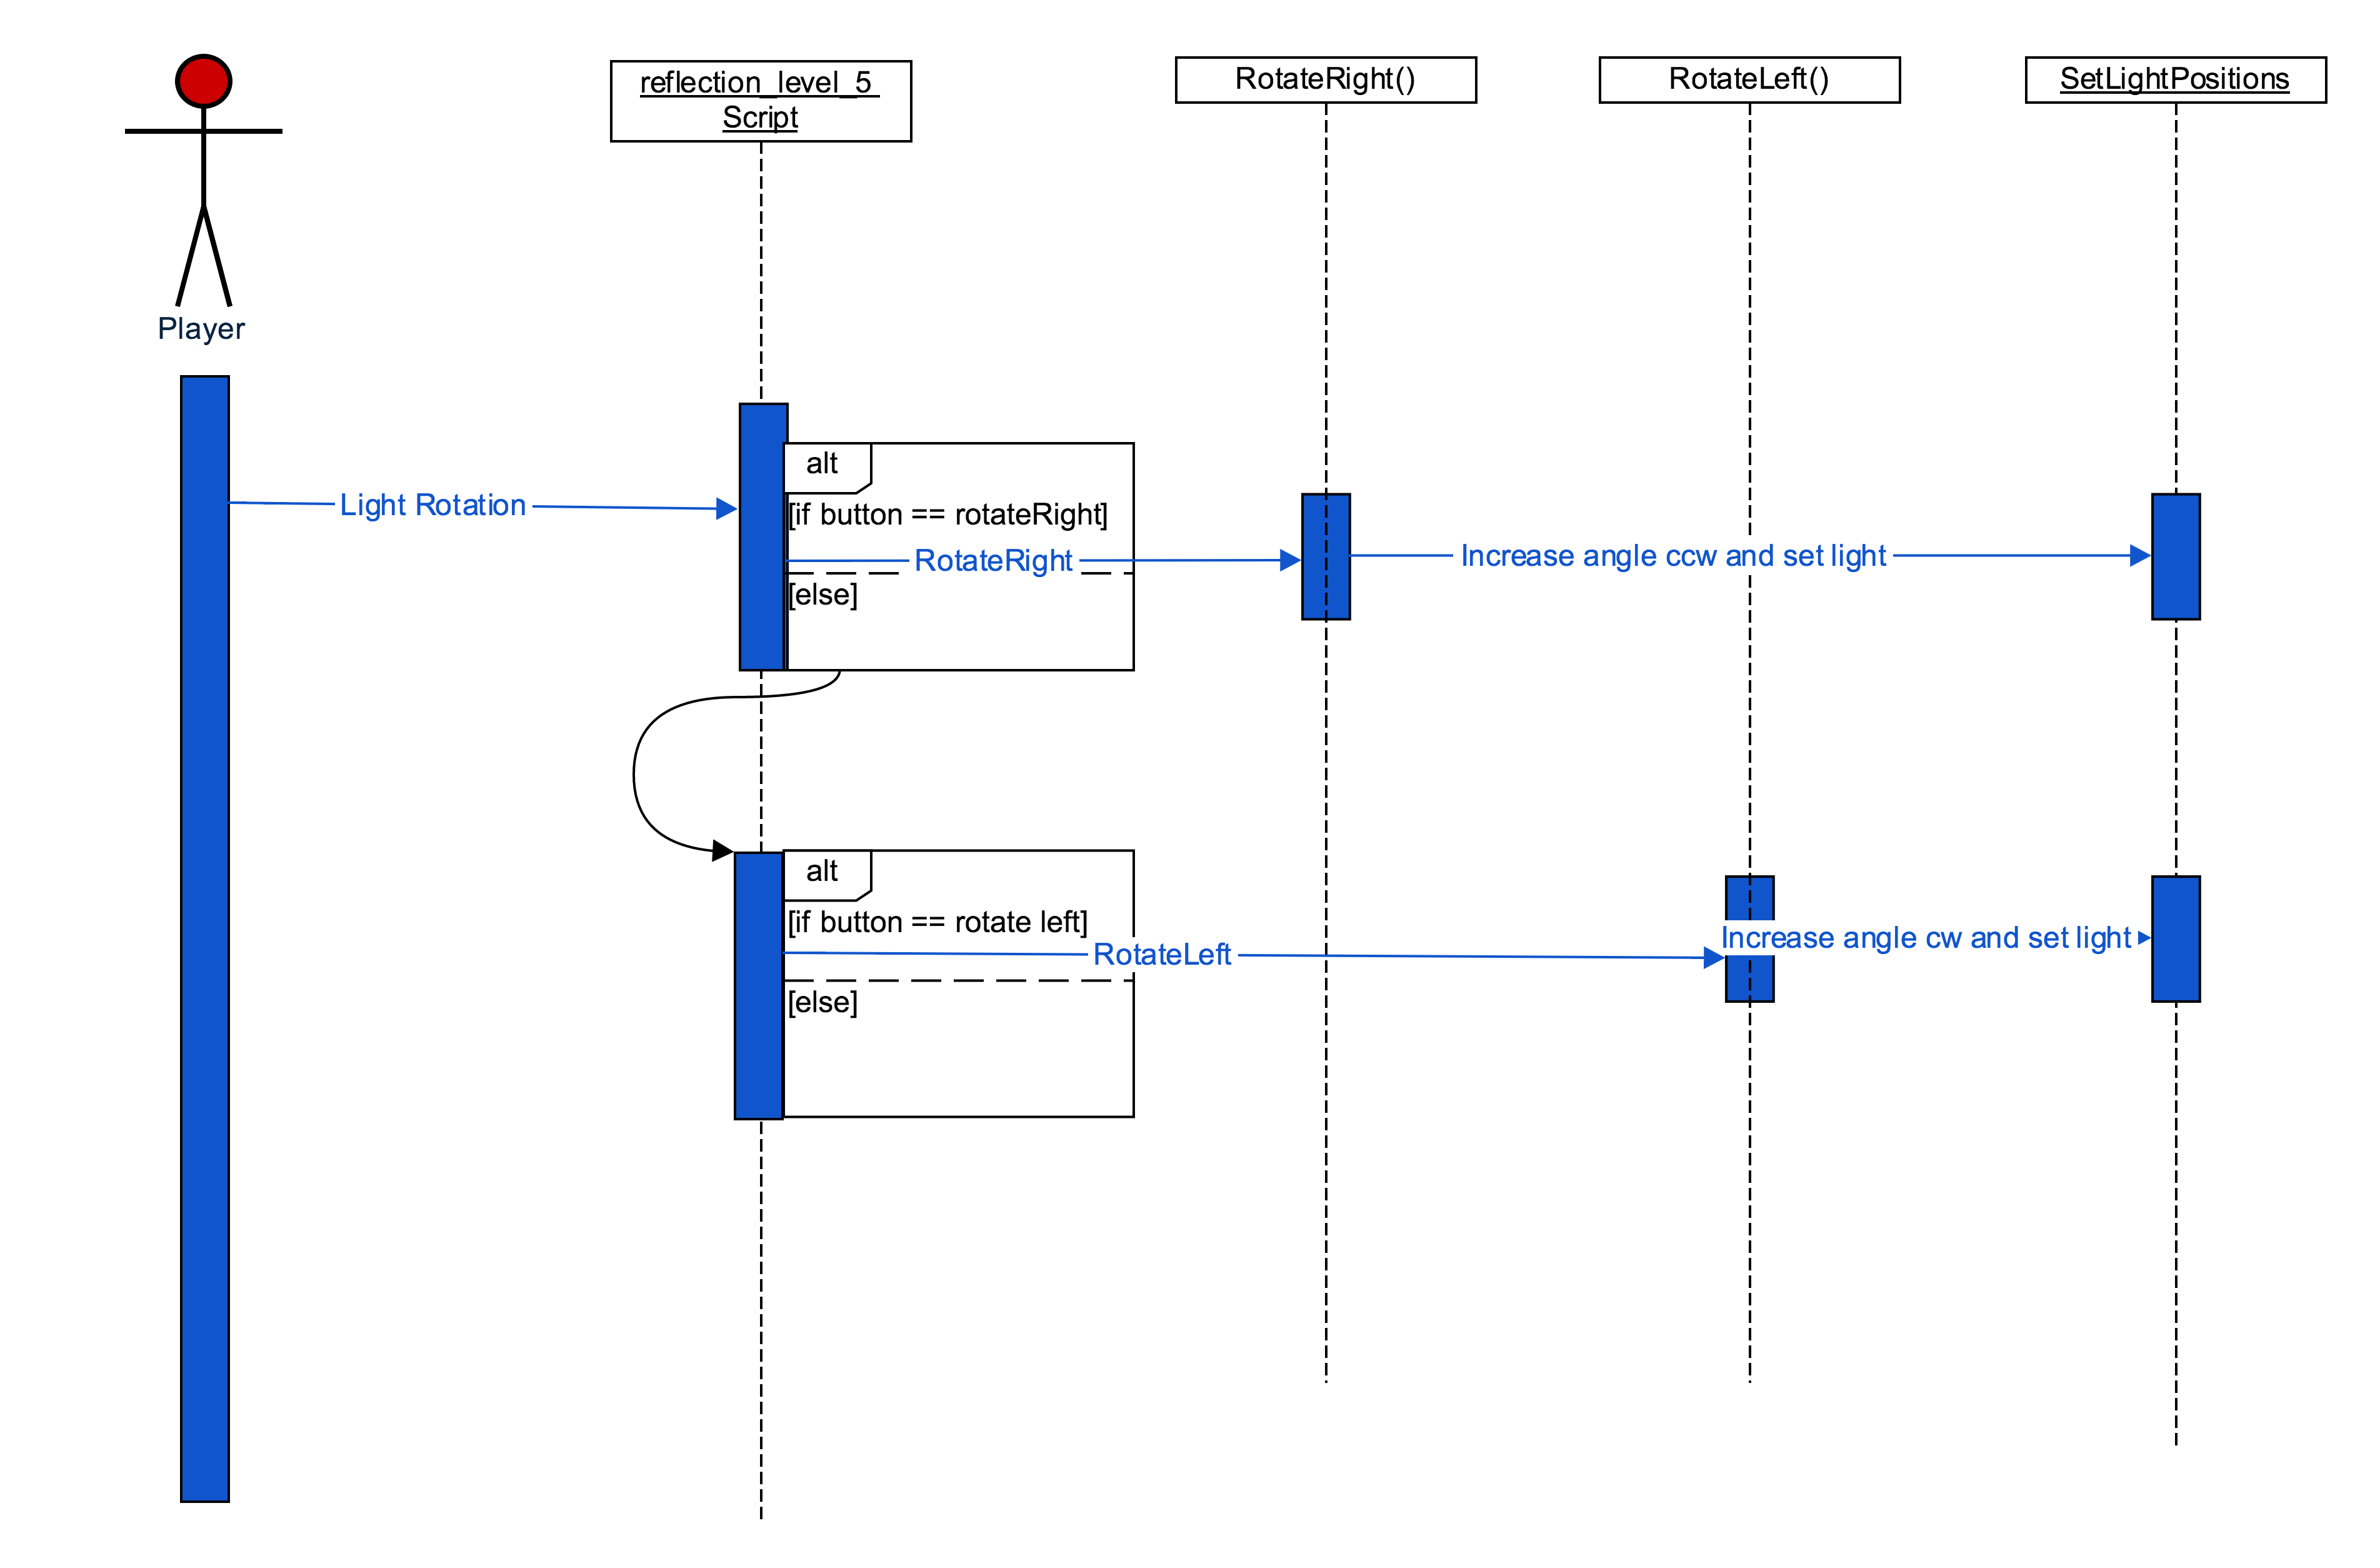 reflection_level_5
Script
RotateRight()
RotateLeft()
SetLightPositions
Player
alt
Light Rotation
[if button == rotateRight]
RotateRight
Increase angle ccw and set light
[else]
alt
[if button == rotate left]
RotateLeft
Increase angle cw and set light
[else]